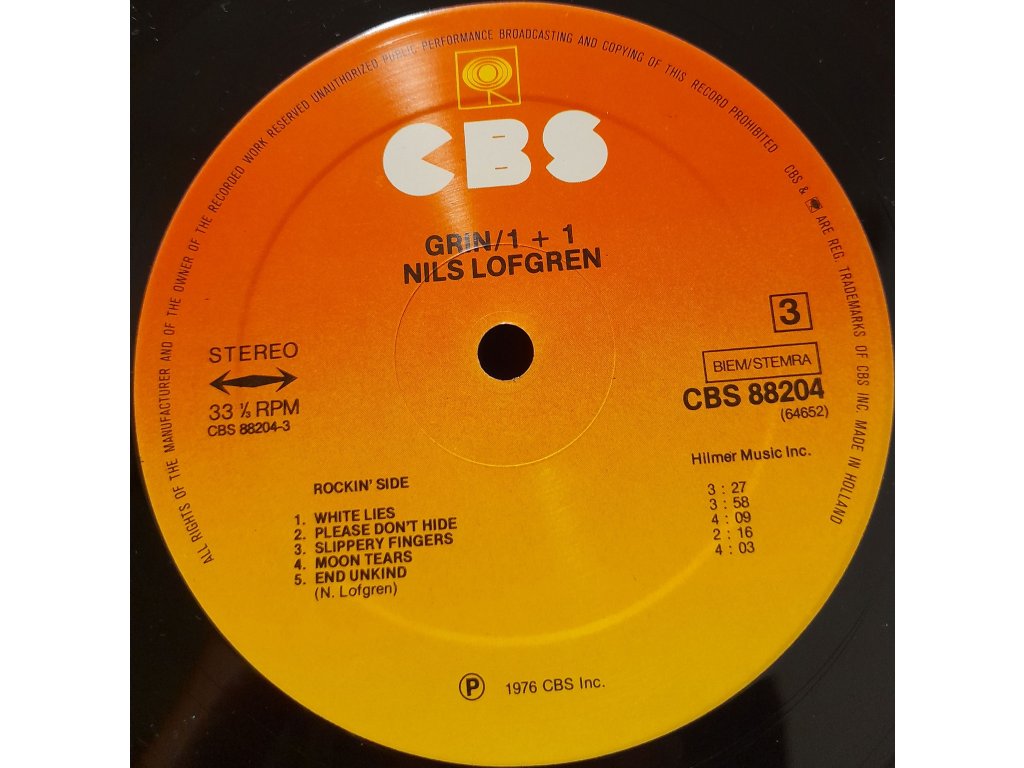 ALL RIGHTS OF THE MANUFACTURER AND OF THE OWNER OF THE RECORDED WORK RESERVED UNAUTHORIZED PUBLIC PERFORMANCE BROADCASTING AND COPYING OF THIS RECORD PROHIBITED CBS & ARE REG. TRADEMARKS OF CBS INC. MADE IN HOLLAND
CBS
GRIN/1 + 1
NILS LOFGREN
3
STEREO
BIEM/STEMRA
33 ⅓ RPM
CBS 88204
CBS 88204-3
(64652)
Hilmer Music Inc.
ROCKIN' SIDE
1. WHITE LIES 3 : 27
2. PLEASE DON'T HIDE 3 : 58
3. SLIPPERY FINGERS 4 : 09
4. MOON TEARS 2 : 16
5. END UNKIND 4 : 03
(N. Lofgren)
℗ 1976 CBS Inc.